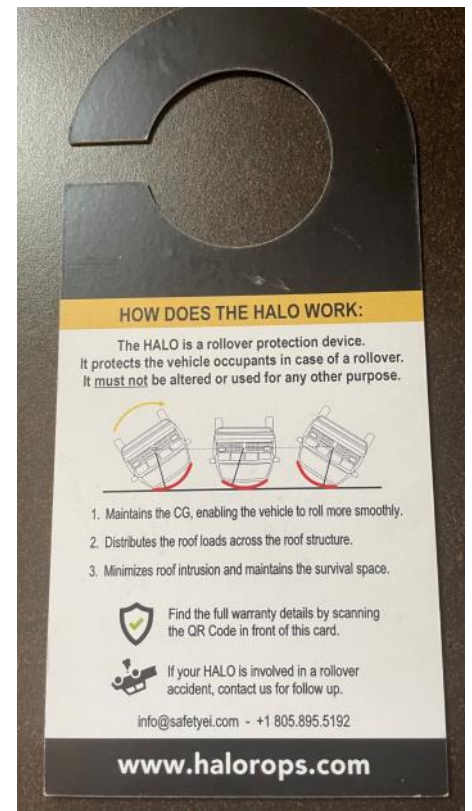 HOW DOES THE HALO WORK:
The HALO is a rollover protection device.
It protects the vehicle occupants in case of a rollover.
It must not be altered or used for any other purpose.
1. Maintains the CG, enabling the vehicle to roll more smoothly.
2. Distributes the roof loads across the roof structure.
3. Minimizes roof intrusion and maintains the survival space.
Find the full warranty details by scanning
the QR Code in front of this card.
If your HALO is involved in a rollover
accident, contact us for follow up.
info@safetyei.com - +1 805.895.5192
www.halorops.com